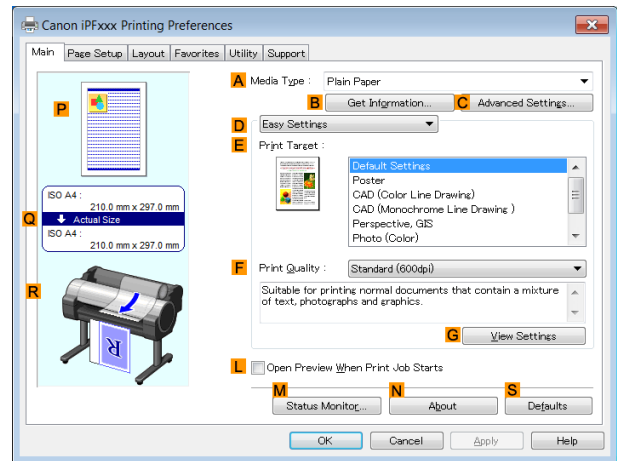 Canon iPFxxx Printing Preferences
Main Page Setup Layout Favorites Utility Support
A Media Type : Plain Paper
B Get Information... C Advanced Settings...
D Easy Settings
E Print Target :
Default Settings
Poster
CAD (Color Line Drawing)
CAD (Monochrome Line Drawing )
Perspective, GIS
Photo (Color)
F Print Quality : Standard (600dpi)
Suitable for printing normal documents that contain a mixture
of text, photographs and graphics.
G View Settings
P
Q
ISO A4 :
210.0 mm x 297.0 mm
Actual Size
ISO A4 :
210.0 mm x 297.0 mm
R
R
L Open Preview When Print Job Starts
M Status Monitor... N About S Defaults
OK Cancel Apply Help